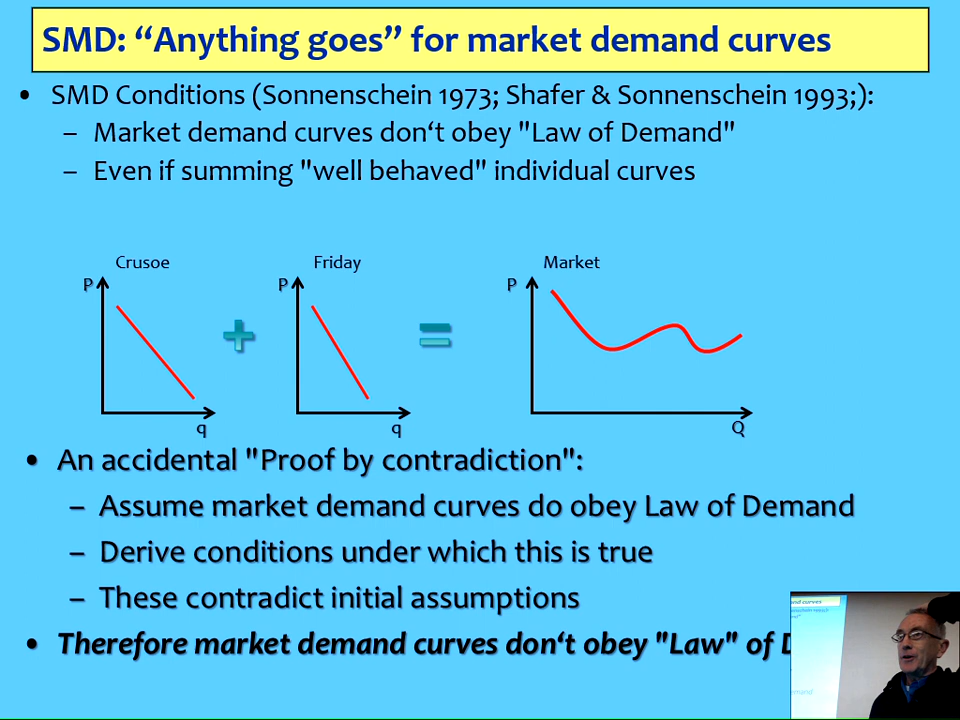 SMD: “Anything goes” for market demand curves
• SMD Conditions (Sonnenschein 1973; Shafer & Sonnenschein 1993;):
– Market demand curves don‘t obey "Law of Demand"
– Even if summing "well behaved" individual curves
Crusoe Friday Market
P P P
+ =
q q Q
• An accidental "Proof by contradiction":
– Assume market demand curves do obey Law of Demand
– Derive conditions under which this is true
– These contradict initial assumptions
• Therefore market demand curves don‘t obey "Law" of D
and curves
emand